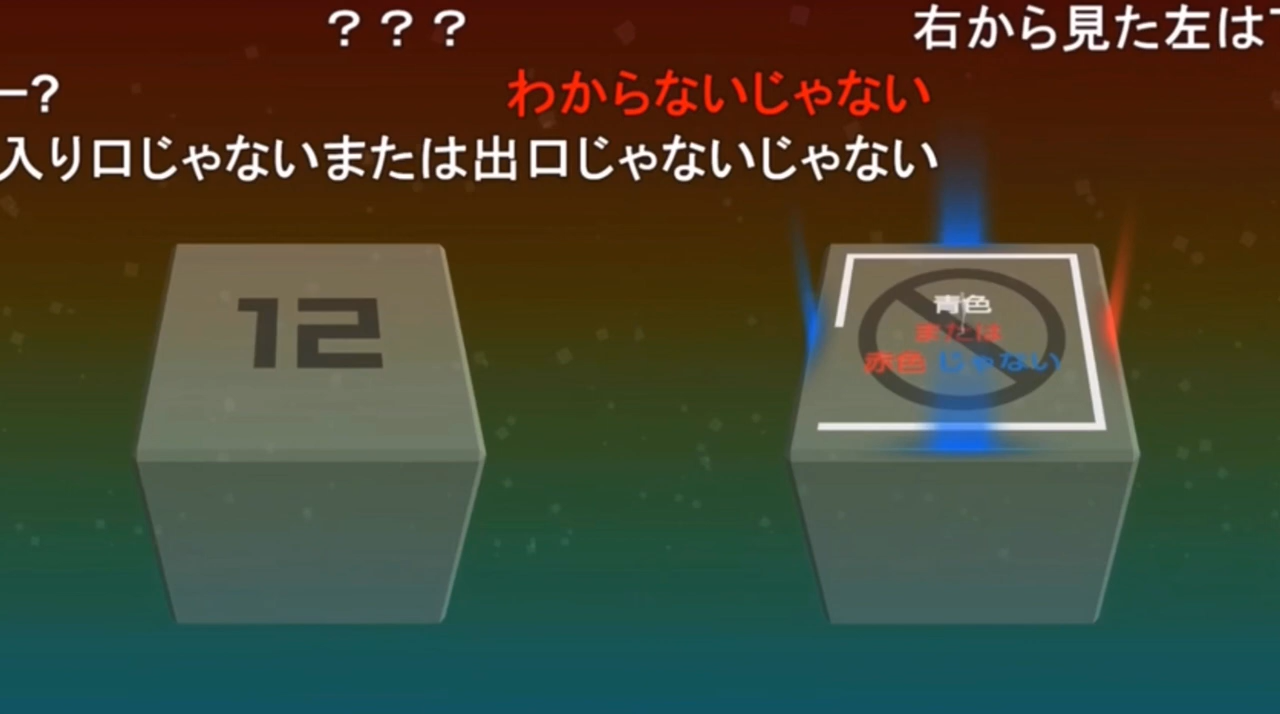 ？？？
右から見た左は
ー?
わからないじゃない
入り口じゃないまたは出口じゃないじゃない
12
青色
または
赤色 じゃない